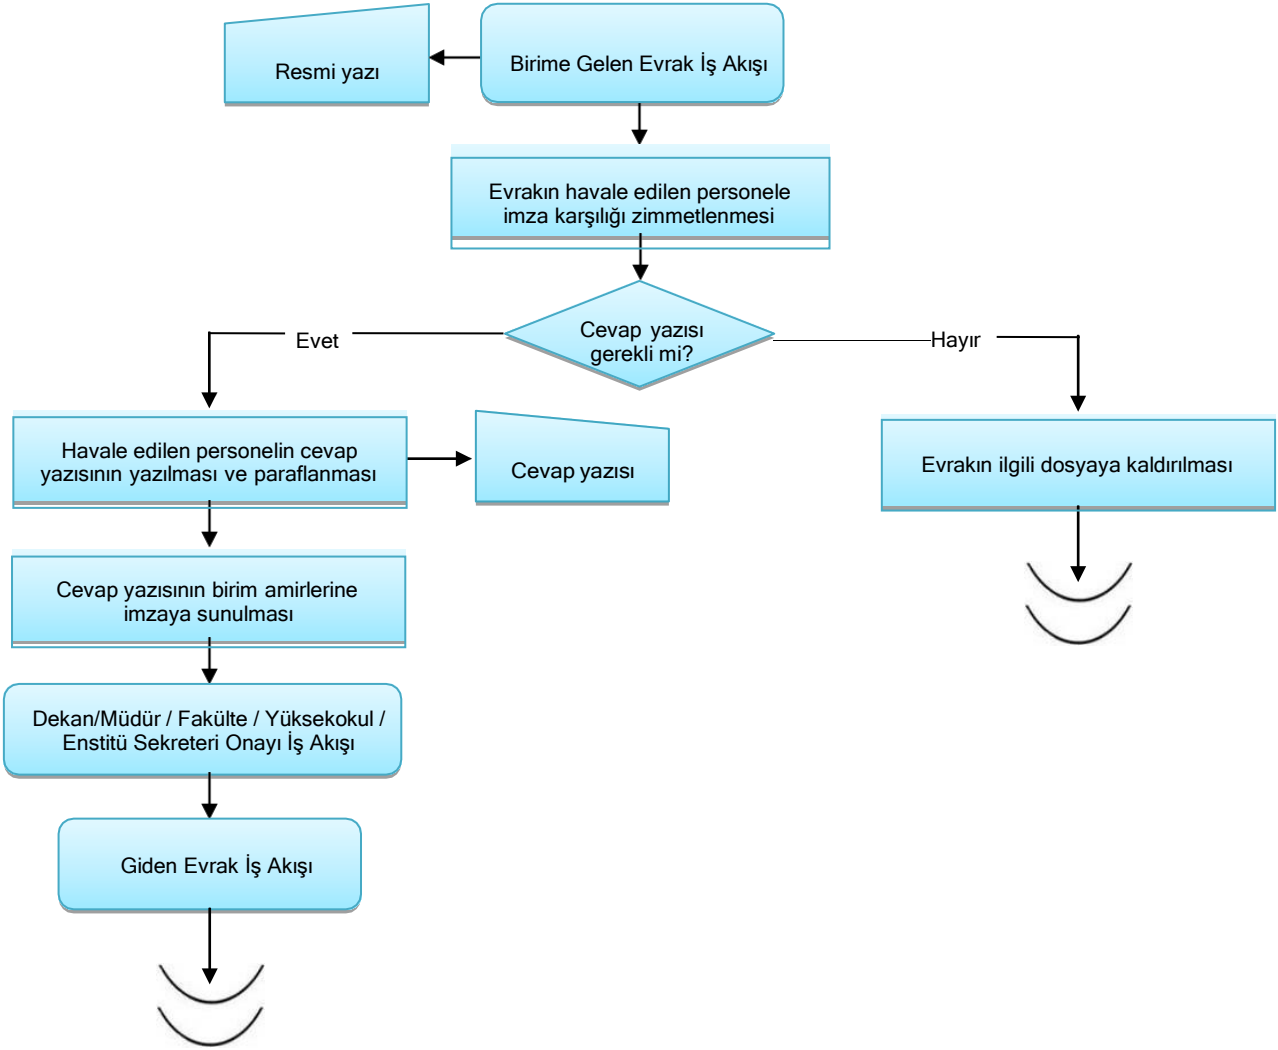 Resmi yazı
Birime Gelen Evrak İş Akışı
Evrakın havale edilen personele
imza karşılığı zimmetlenmesi
Cevap yazısı
gerekli mi?
Evet
Hayır
Havale edilen personelin cevap
yazısının yazılması ve paraflanması
Cevap yazısı
Evrakın ilgili dosyaya kaldırılması
Cevap yazısının birim amirlerine
imzaya sunulması
Dekan/Müdür / Fakülte / Yüksekokul /
Enstitü Sekreteri Onayı İş Akışı
Giden Evrak İş Akışı